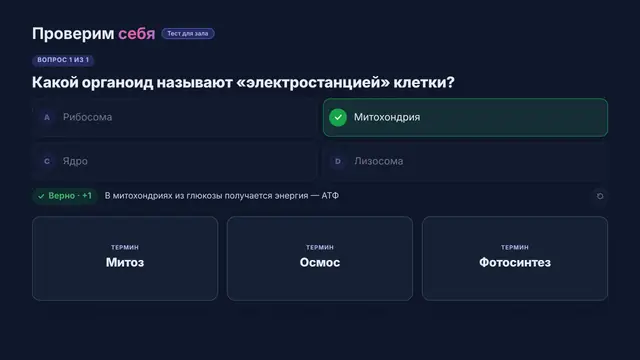 Проверим себя Тест для зала
ВОПРОС 1 ИЗ 1
Какой органоид называют «электростанцией» клетки?
A Рибосома
Митохондрия
C Ядро
D Лизосома
Верно · +1 В митохондриях из глюкозы получается энергия — АТФ
ТЕРМИН
Митоз
ТЕРМИН
Осмос
ТЕРМИН
Фотосинтез